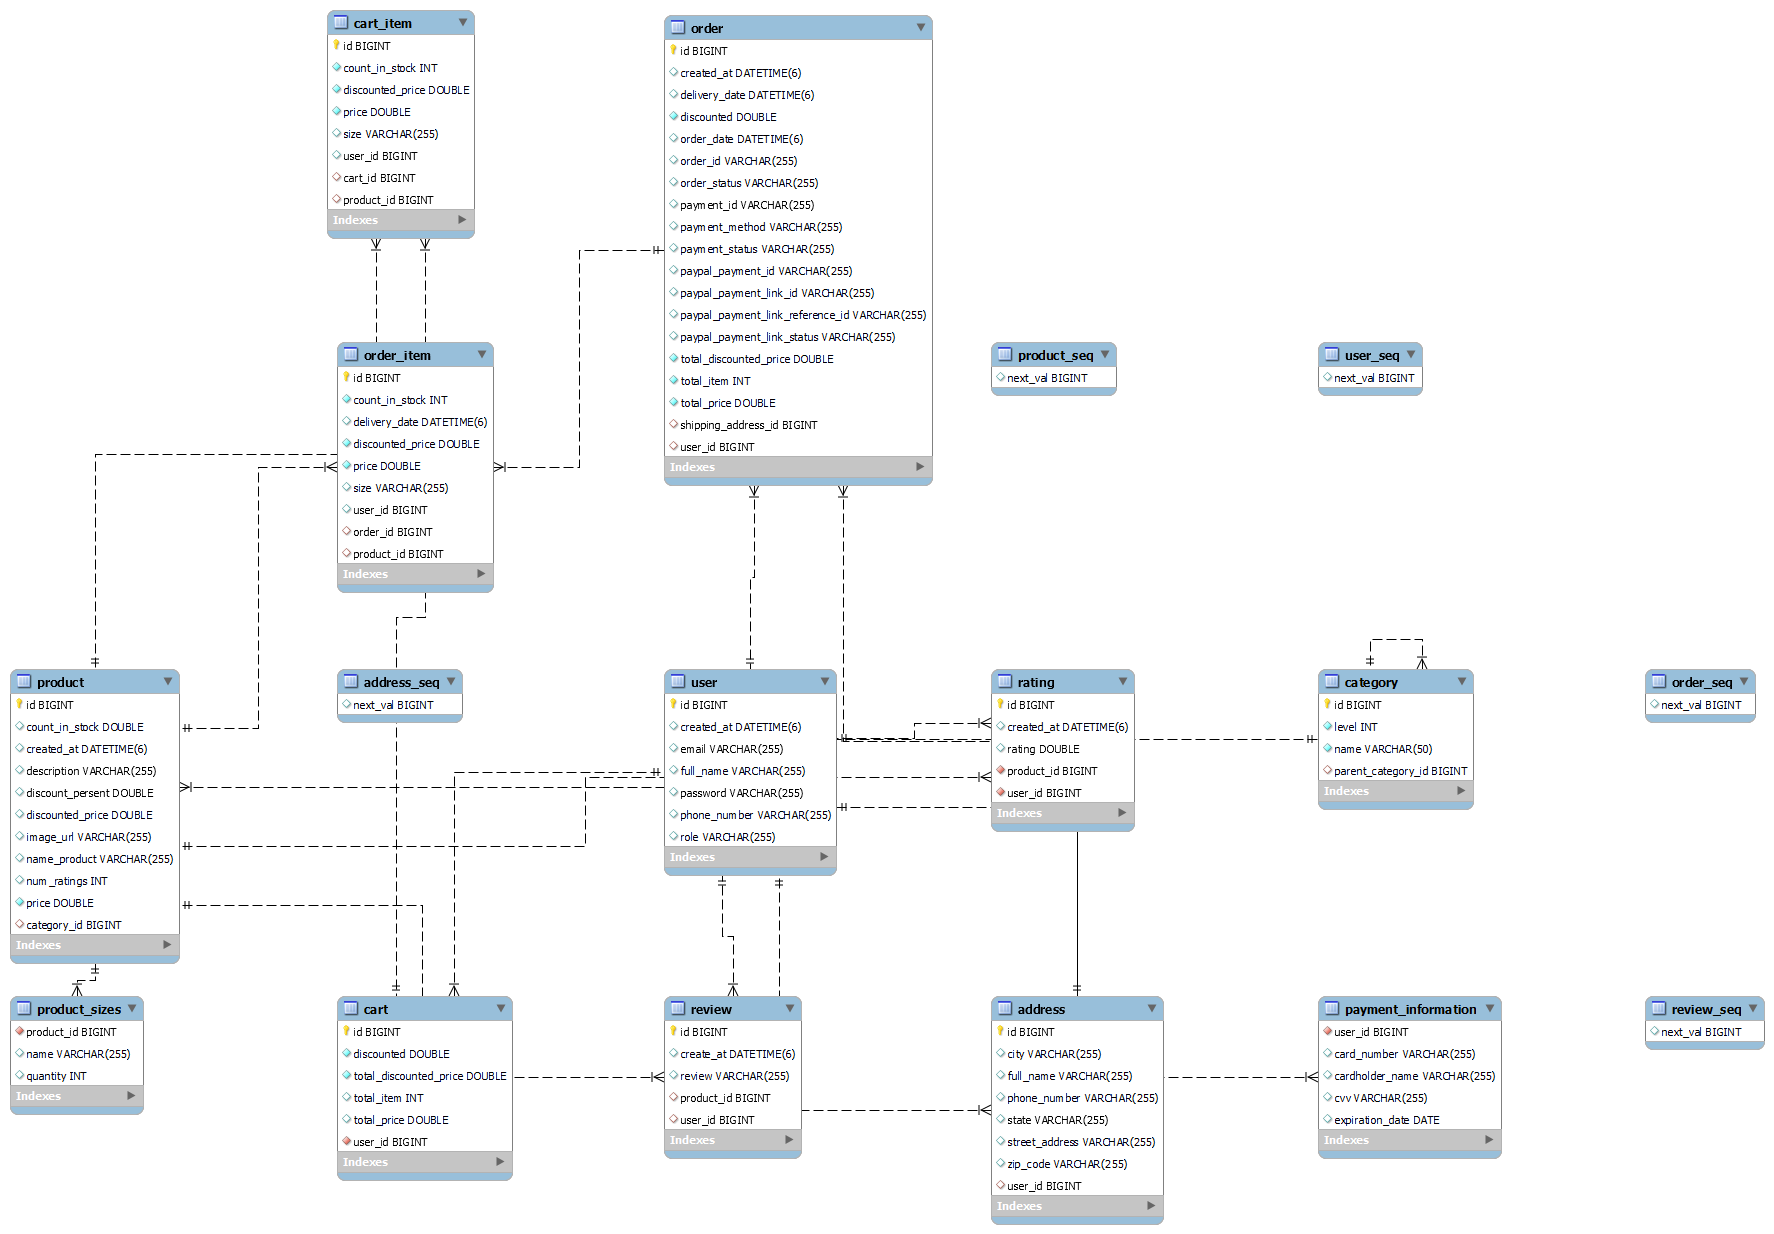 cart_item
id BIGINT
count_in_stock INT
discounted_price DOUBLE
price DOUBLE
size VARCHAR(255)
user_id BIGINT
cart_id BIGINT
product_id BIGINT
Indexes
order
id BIGINT
created_at DATETIME(6)
delivery_date DATETIME(6)
discounted DOUBLE
order_date DATETIME(6)
order_id VARCHAR(255)
order_status VARCHAR(255)
payment_id VARCHAR(255)
payment_method VARCHAR(255)
payment_status VARCHAR(255)
paypal_payment_id VARCHAR(255)
paypal_payment_link_id VARCHAR(255)
paypal_payment_link_reference_id VARCHAR(255)
paypal_payment_link_status VARCHAR(255)
total_discounted_price DOUBLE
total_item INT
total_price DOUBLE
shipping_address_id BIGINT
user_id BIGINT
Indexes
order_item
id BIGINT
count_in_stock INT
delivery_date DATETIME(6)
discounted_price DOUBLE
price DOUBLE
size VARCHAR(255)
user_id BIGINT
order_id BIGINT
product_id BIGINT
Indexes
product_seq
next_val BIGINT
user_seq
next_val BIGINT
product
id BIGINT
count_in_stock DOUBLE
created_at DATETIME(6)
description VARCHAR(255)
discount_persent DOUBLE
discounted_price DOUBLE
image_url VARCHAR(255)
name_product VARCHAR(255)
num_ratings INT
price DOUBLE
category_id BIGINT
Indexes
address_seq
next_val BIGINT
user
id BIGINT
created_at DATETIME(6)
email VARCHAR(255)
full_name VARCHAR(255)
password VARCHAR(255)
phone_number VARCHAR(255)
role VARCHAR(255)
Indexes
rating
id BIGINT
created_at DATETIME(6)
rating DOUBLE
product_id BIGINT
user_id BIGINT
Indexes
category
id BIGINT
level INT
name VARCHAR(50)
parent_category_id BIGINT
Indexes
order_seq
next_val BIGINT
product_sizes
product_id BIGINT
name VARCHAR(255)
quantity INT
Indexes
cart
id BIGINT
discounted DOUBLE
total_discounted_price DOUBLE
total_item INT
total_price DOUBLE
user_id BIGINT
Indexes
review
id BIGINT
create_at DATETIME(6)
review VARCHAR(255)
product_id BIGINT
user_id BIGINT
Indexes
address
id BIGINT
city VARCHAR(255)
full_name VARCHAR(255)
phone_number VARCHAR(255)
state VARCHAR(255)
street_address VARCHAR(255)
zip_code VARCHAR(255)
user_id BIGINT
Indexes
payment_information
user_id BIGINT
card_number VARCHAR(255)
cardholder_name VARCHAR(255)
cvv VARCHAR(255)
expiration_date DATE
Indexes
review_seq
next_val BIGINT